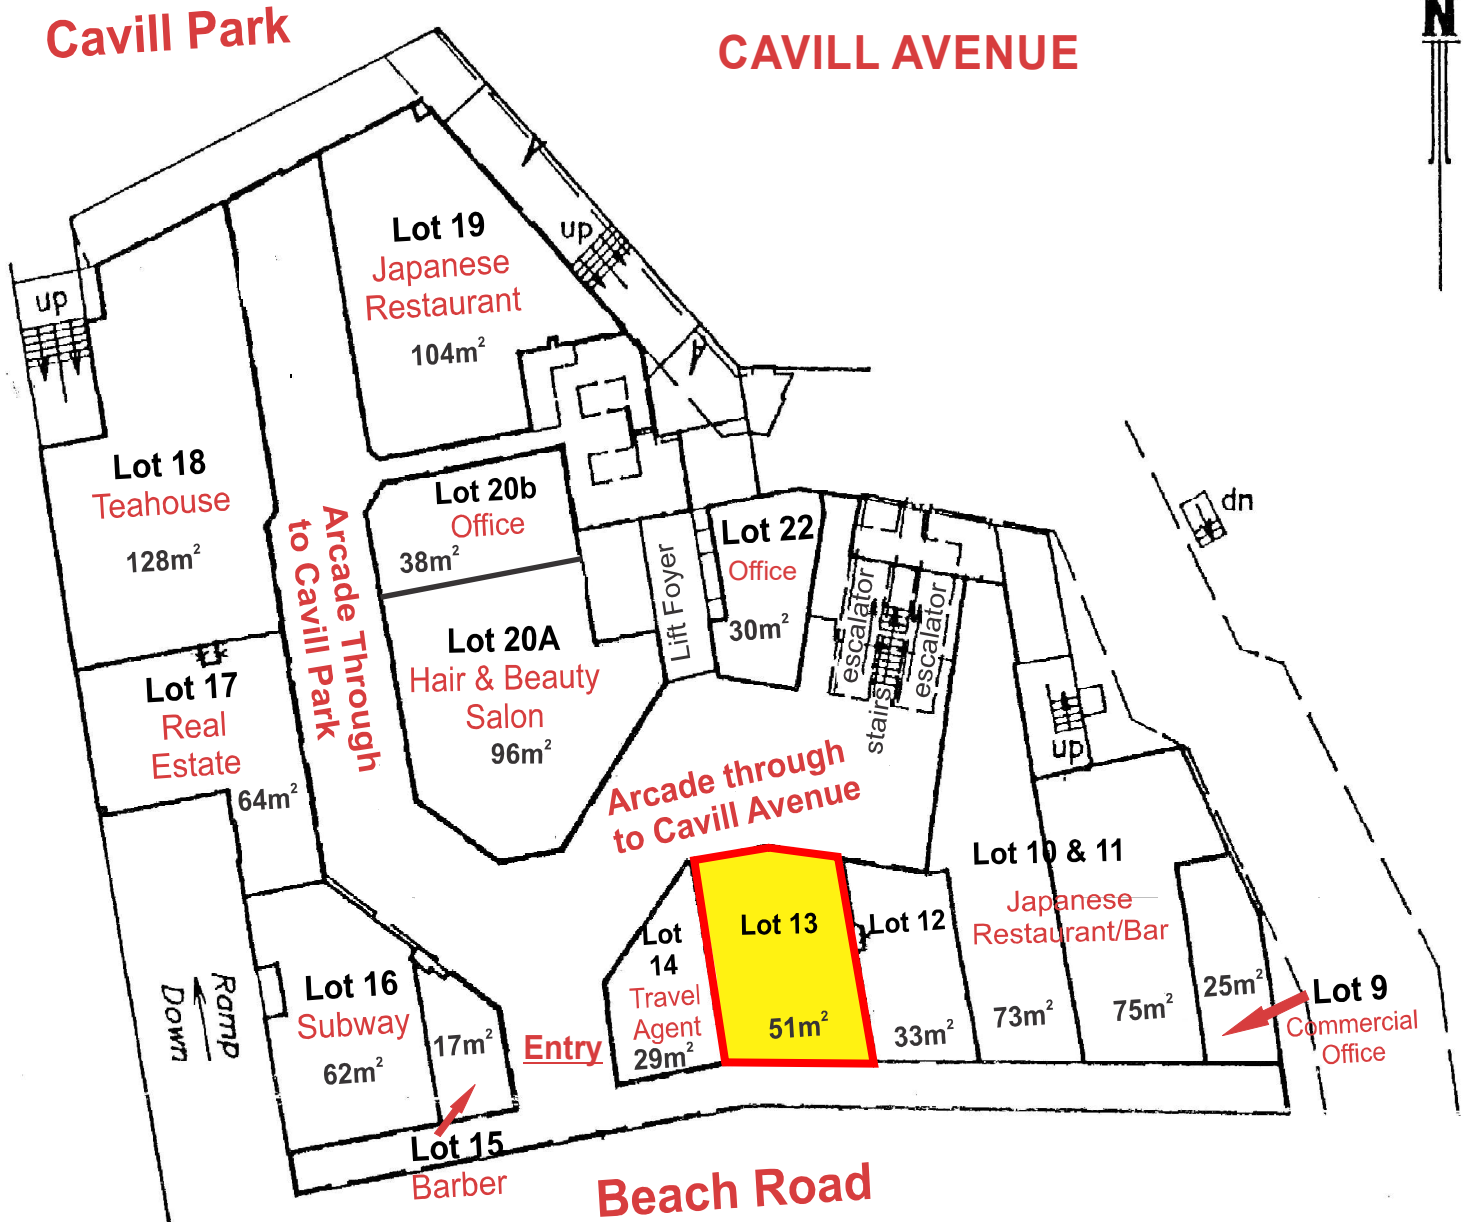 Cavill Park
CAVILL AVENUE
N
up
Lot 19
Japanese
Restaurant
104m²
up
Lot 18
Teahouse
128m²
Arcade Through
to Cavill Park
Lot 20b
Office
38m²
Lift Foyer
Lot 22
Office
30m²
escalator
stairs
escalator
dn
up
Lot 17
Real
Estate
64m²
Lot 20A
Hair & Beauty
Salon
96m²
Arcade through
to Cavill Avenue
Lot 10 & 11
Japanese
Restaurant/Bar
73m²
75m²
25m²
Lot 9
Commercial
Office
Lot 12
33m²
Lot 13
51m²
Lot
14
Travel
Agent
29m²
Entry
Lot 16
Subway
62m²
17m²
Lot 15
Barber
Ramp
Down
Beach Road